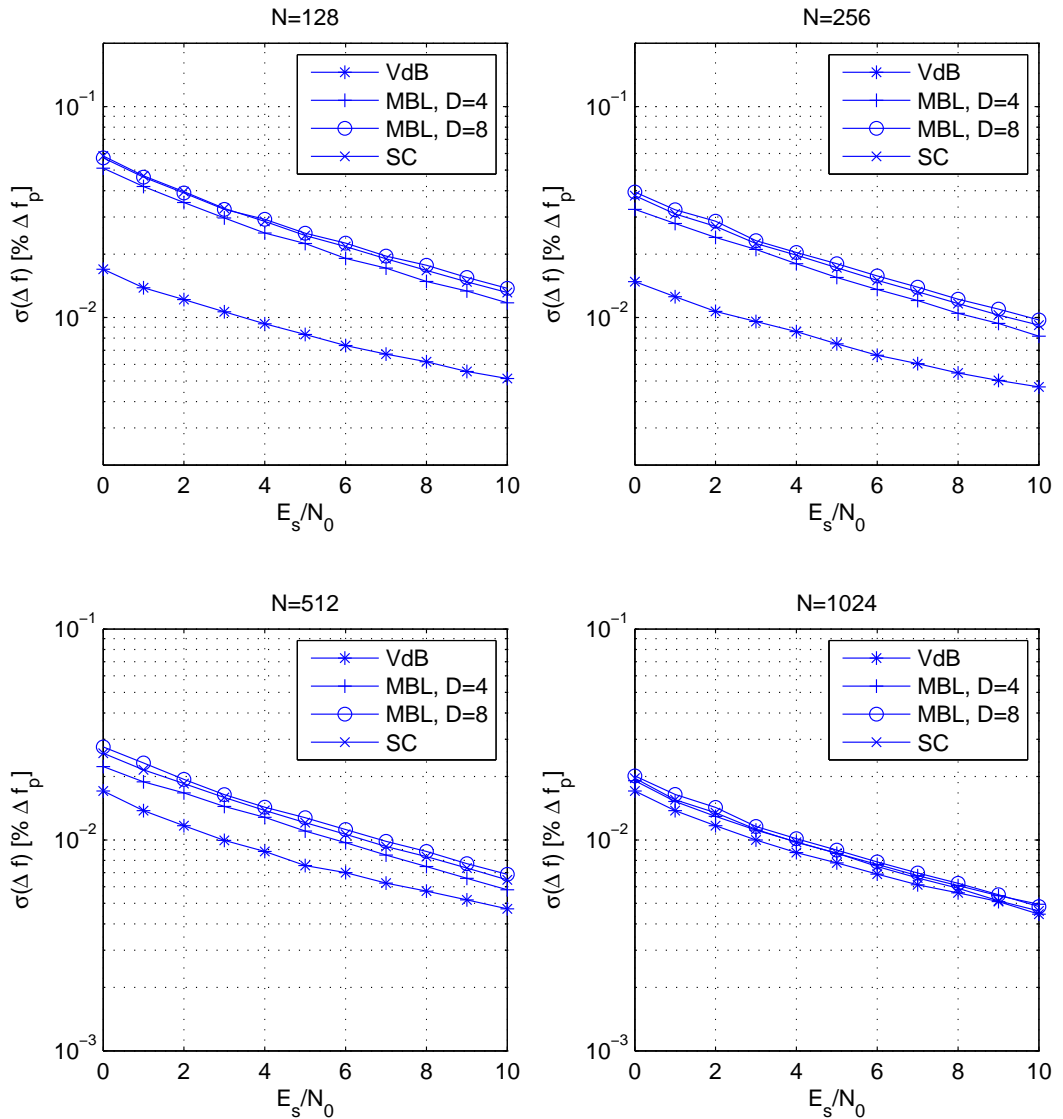 N=128
VdB
MBL, D=4
MBL, D=8
SC
10⁻¹
10⁻²
σ(Δ f) [% Δ fₚ]
0 2 4 6 8 10
E_s/N_0
N=256
VdB
MBL, D=4
MBL, D=8
SC
10⁻¹
10⁻²
σ(Δ f) [% Δ fₚ]
0 2 4 6 8 10
E_s/N_0
N=512
VdB
MBL, D=4
MBL, D=8
SC
10⁻¹
10⁻²
10⁻³
σ(Δ f) [% Δ fₚ]
0 2 4 6 8 10
E_s/N_0
N=1024
VdB
MBL, D=4
MBL, D=8
SC
10⁻¹
10⁻²
10⁻³
σ(Δ f) [% Δ fₚ]
0 2 4 6 8 10
E_s/N_0